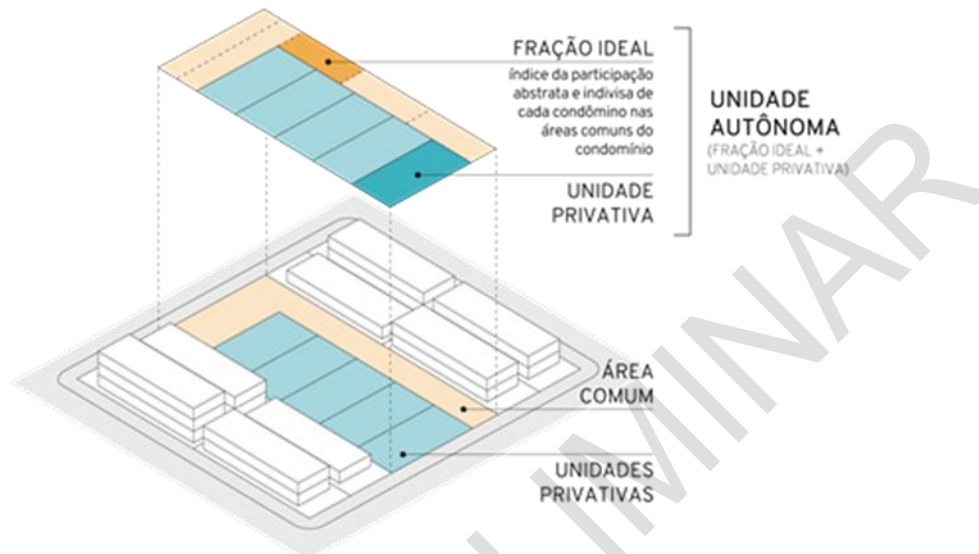 FRAÇÃO IDEAL
índice da participação
abstrata e indivisa de
cada condômino nas
áreas comuns do
condomínio
UNIDADE
PRIVATIVA
UNIDADE
AUTÔNOMA
(FRAÇÃO IDEAL +
UNIDADE PRIVATIVA)
ÁREA
COMUM
UNIDADES
PRIVATIVAS
LIMINAR